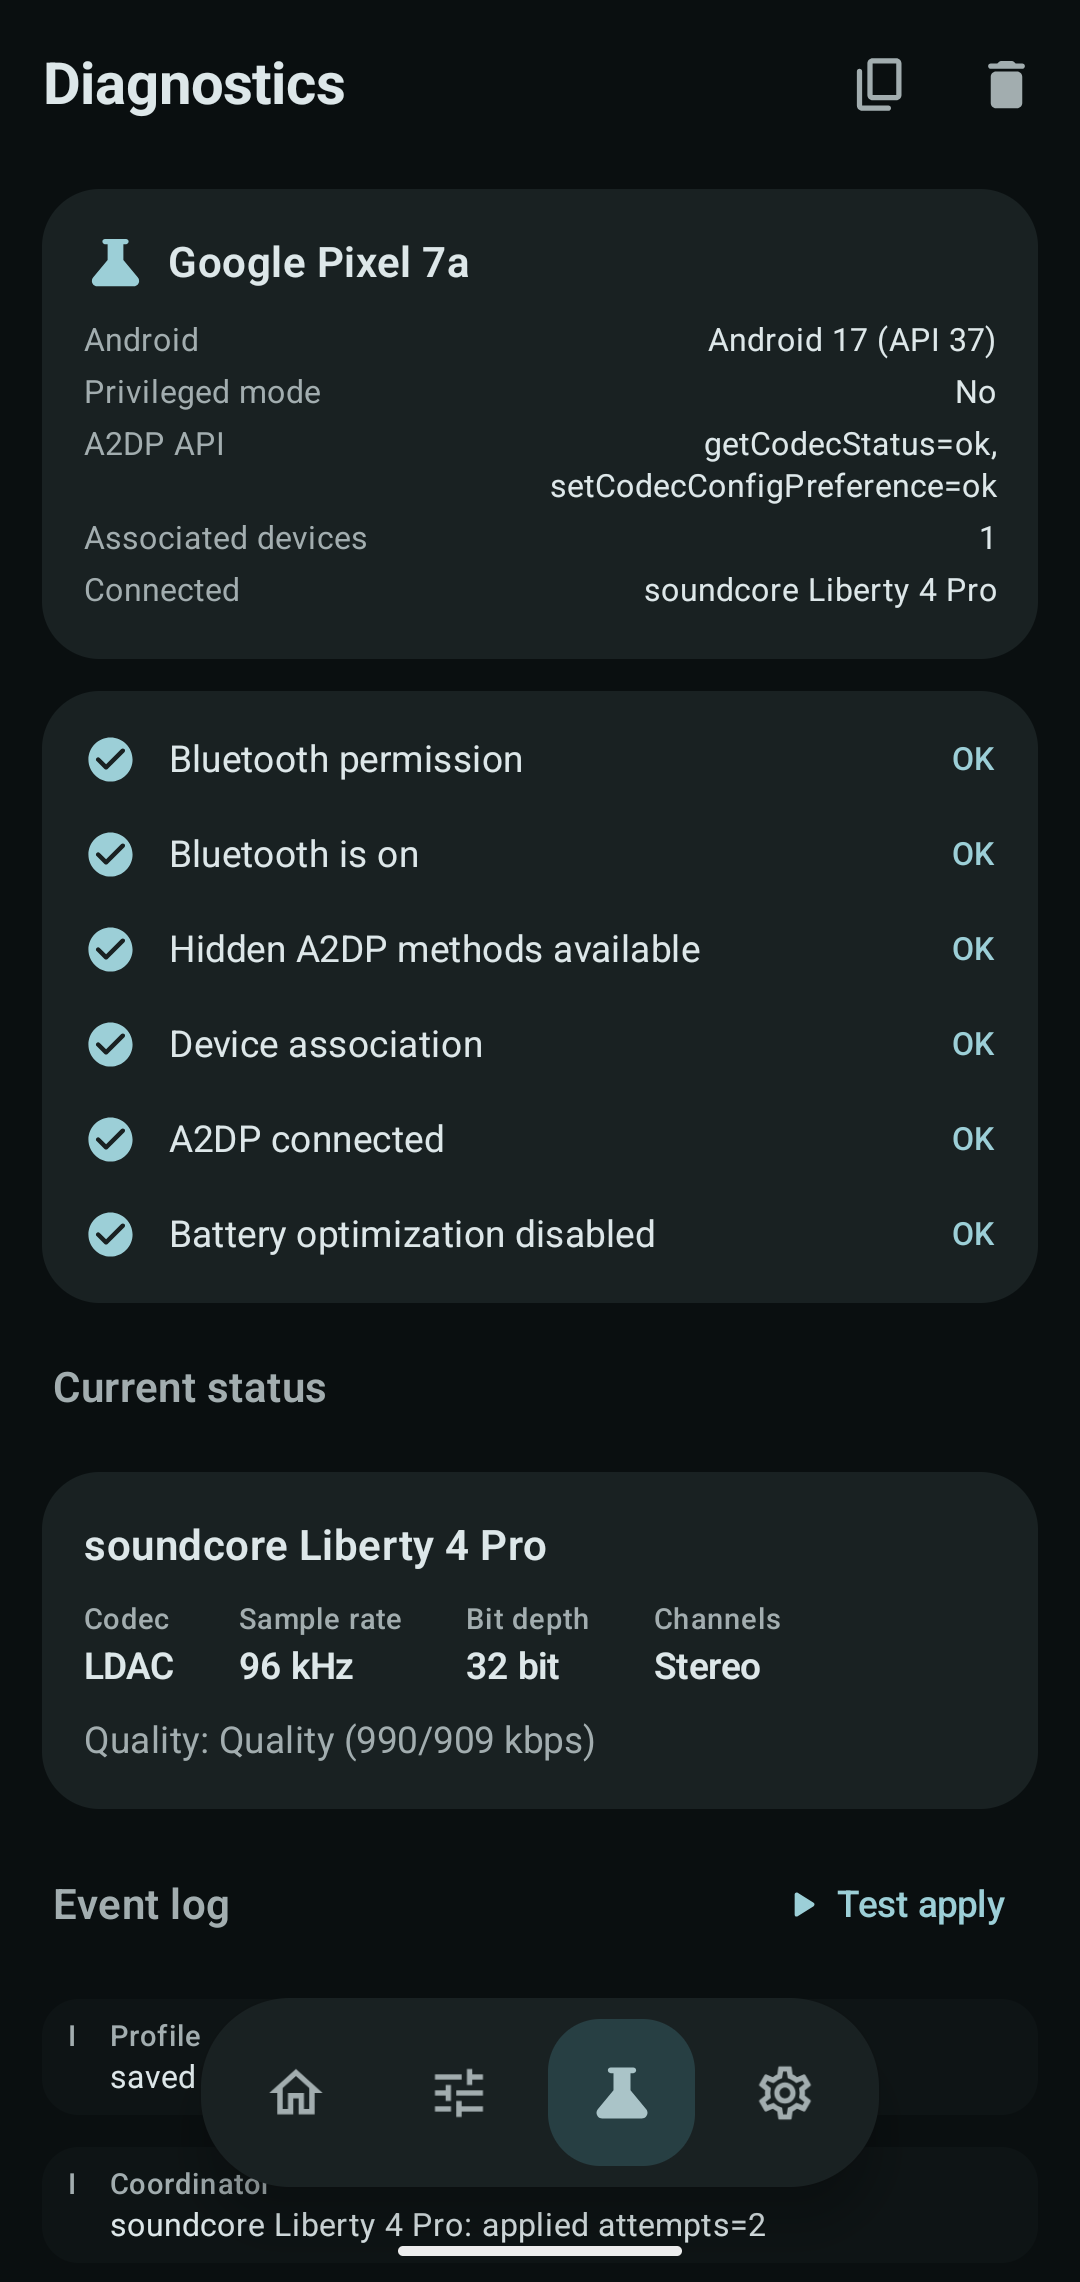 Diagnostics
Google Pixel 7a
Android Android 17 (API 37)
Privileged mode No
A2DP API getCodecStatus=ok,
setCodecConfigPreference=ok
Associated devices 1
Connected soundcore Liberty 4 Pro
Bluetooth permission OK
Bluetooth is on OK
Hidden A2DP methods available OK
Device association OK
A2DP connected OK
Battery optimization disabled OK
Current status
soundcore Liberty 4 Pro
Codec Sample rate Bit depth Channels
LDAC 96 kHz 32 bit Stereo
Quality: Quality (990/909 kbps)
Event log Test apply
I Profile
saved
I Coordinator
soundcore Liberty 4 Pro: applied attempts=2